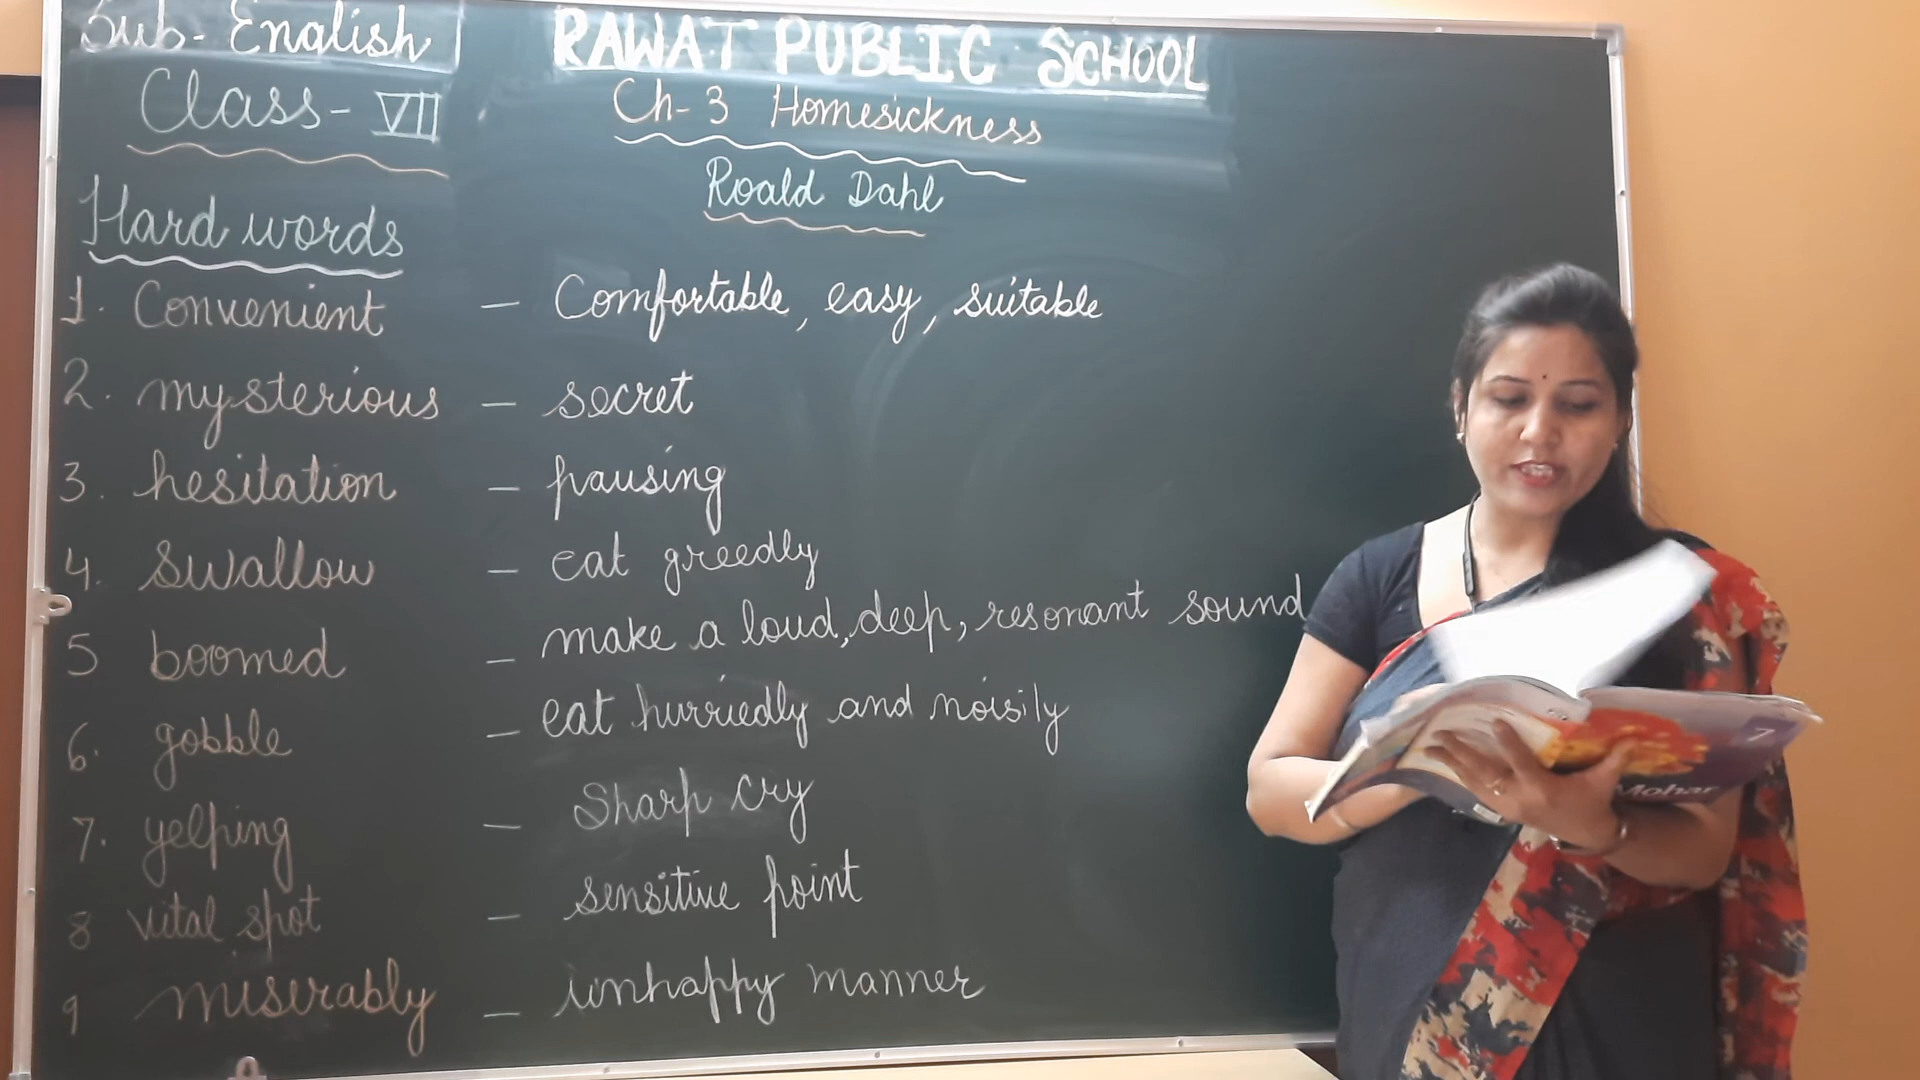 Sub- English
RAWAT PUBLIC SCHOOL
Class- VII
Ch-3 Homesickness
Roald Dahl
Hard words
1. Convenient – Comfortable, easy, suitable
2. mysterious – secret
3. hesitation – pausing
4. Swallow – eat greedly
5 boomed – make a loud, deep, resonant sound
6. gobble – eat hurriedly and noisily
7. yelping – Sharp cry
8 vital spot – sensitive point
9 miserably – unhappy manner
7
Mohar